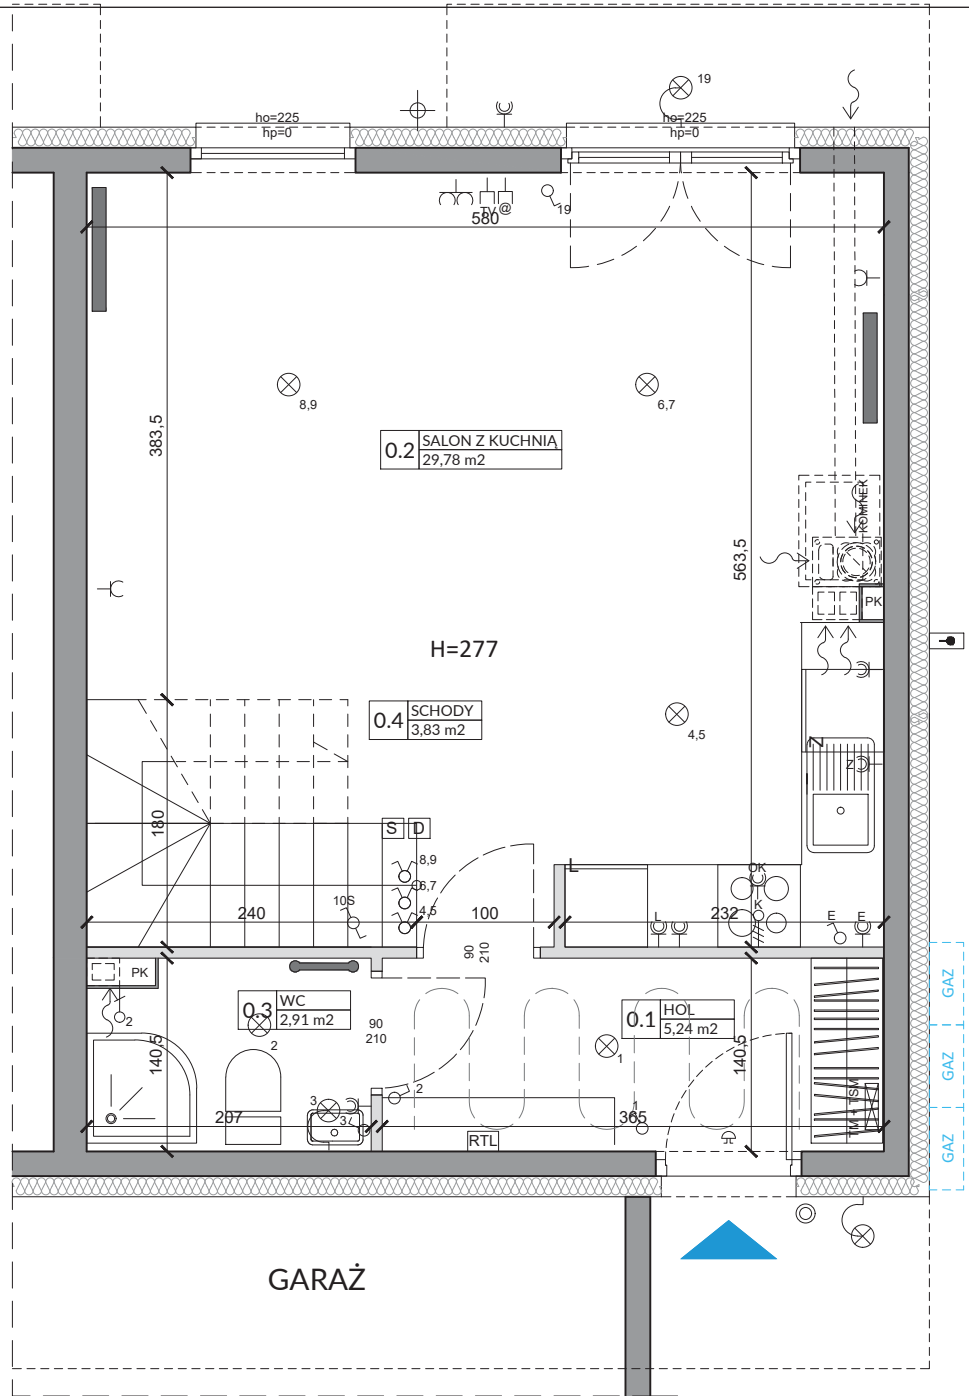 19
ho=225
hp=0
ho=225
hp=0
TV @
19
580
8,9
6,7
383,5
0.2 SALON Z KUCHNIĄ
29,78 m2
KOMINEK
563,5
PK
H=277
0.4 SCHODY
3,83 m2
4,5
Z
Z
180
S D
8,9
6,7
4,5
L
OK
K
10S
240
100
232
L
E E
90
210
PK
0.3 WC
2,91 m2
2
2
90
210
0.1 HOL
5,24 m2
1
GAZ
GAZ
GAZ
140,5
140,5
2
3
3
1
207
365
RTL
TM + TSM
GARAŻ